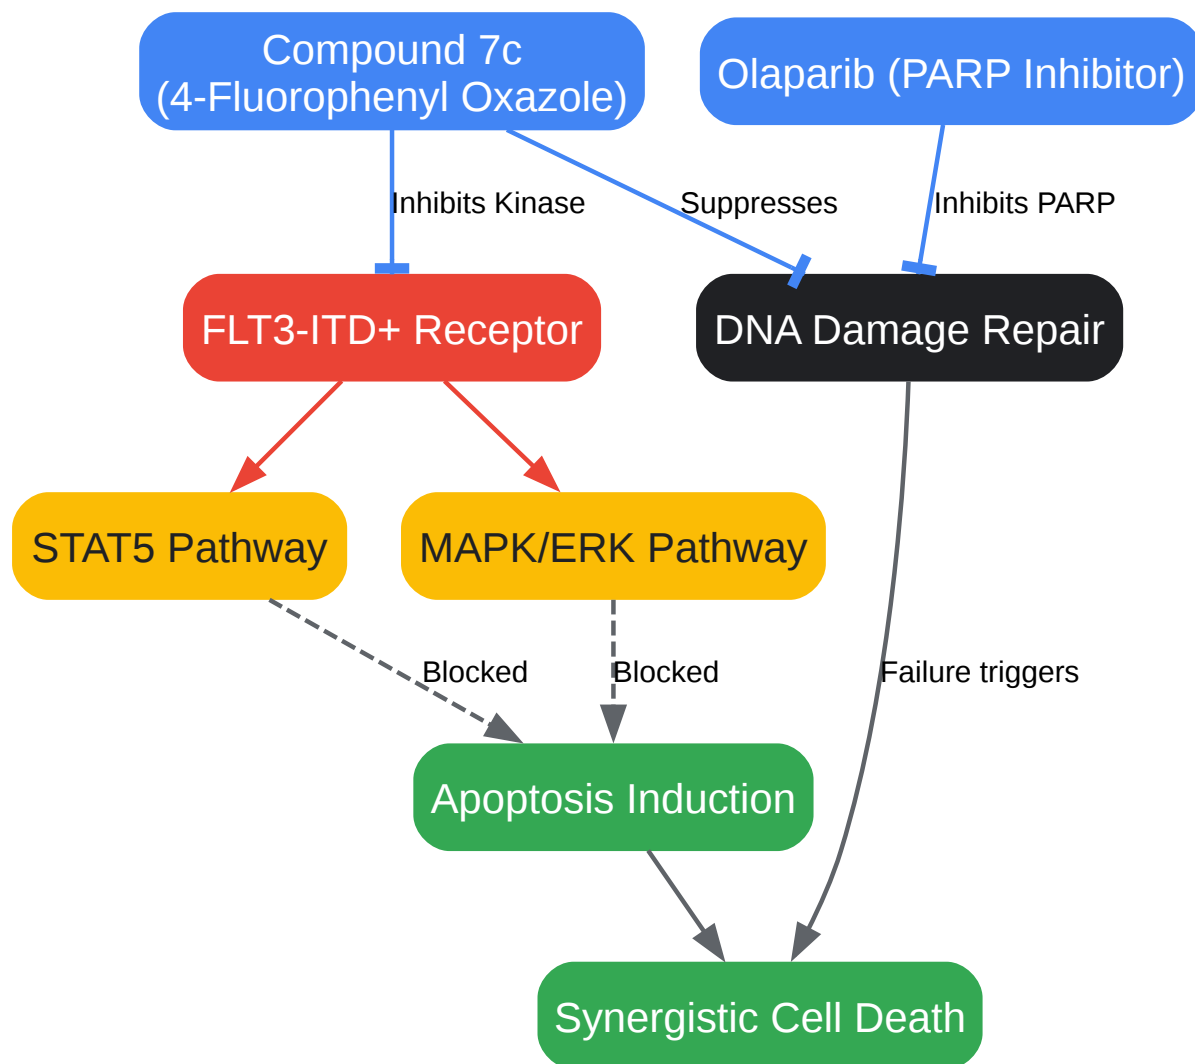 Compound 7c
(4-Fluorophenyl Oxazole)
Olaparib (PARP Inhibitor)
Inhibits Kinase
Suppresses
Inhibits PARP
FLT3-ITD+ Receptor
DNA Damage Repair
STAT5 Pathway
MAPK/ERK Pathway
Blocked
Blocked
Failure triggers
Apoptosis Induction
Synergistic Cell Death